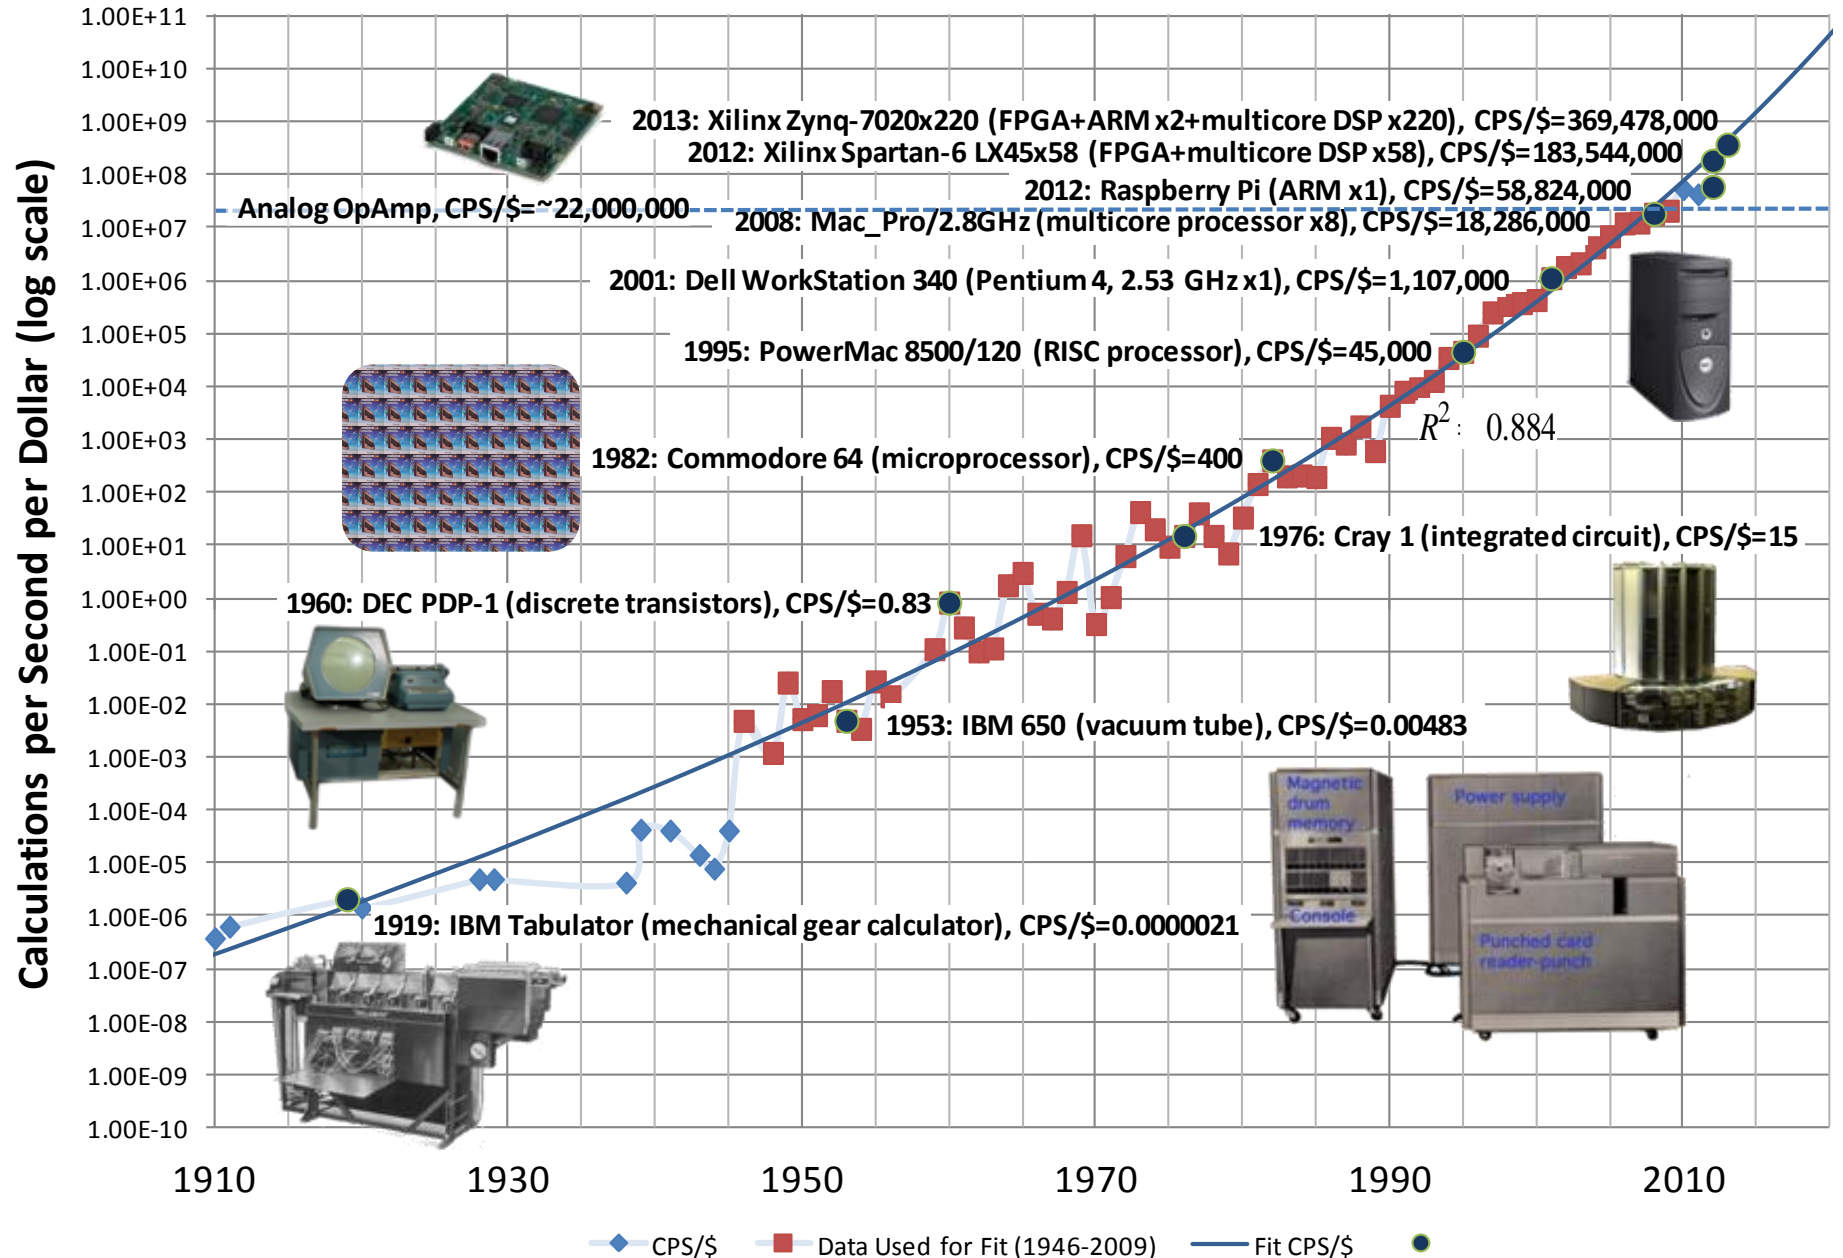 Calculations per Second per Dollar (log scale)
1.00E+11
1.00E+10
1.00E+09
1.00E+08
1.00E+07
1.00E+06
1.00E+05
1.00E+04
1.00E+03
1.00E+02
1.00E+01
1.00E+00
1.00E-01
1.00E-02
1.00E-03
1.00E-04
1.00E-05
1.00E-06
1.00E-07
1.00E-08
1.00E-09
1.00E-10
2013: Xilinx Zynq-7020x220 (FPGA+ARM x2+multicore DSP x220), CPS/$=369,478,000
2012: Xilinx Spartan-6 LX45x58 (FPGA+multicore DSP x58), CPS/$=183,544,000
2012: Raspberry Pi (ARM x1), CPS/$=58,824,000
Analog OpAmp, CPS/$=~22,000,000
2008: Mac_Pro/2.8GHz (multicore processor x8), CPS/$=18,286,000
2001: Dell WorkStation 340 (Pentium 4, 2.53 GHz x1), CPS/$=1,107,000
1995: PowerMac 8500/120 (RISC processor), CPS/$=45,000
R²: 0.884
1982: Commodore 64 (microprocessor), CPS/$=400
1976: Cray 1 (integrated circuit), CPS/$=15
1960: DEC PDP-1 (discrete transistors), CPS/$=0.83
1953: IBM 650 (vacuum tube), CPS/$=0.00483
Magnetic
drum
memory
Power supply
Console
Punched card
reader-punch
1919: IBM Tabulator (mechanical gear calculator), CPS/$=0.0000021
1910
1930
1950
1970
1990
2010
CPS/$
Data Used for Fit (1946-2009)
Fit CPS/$